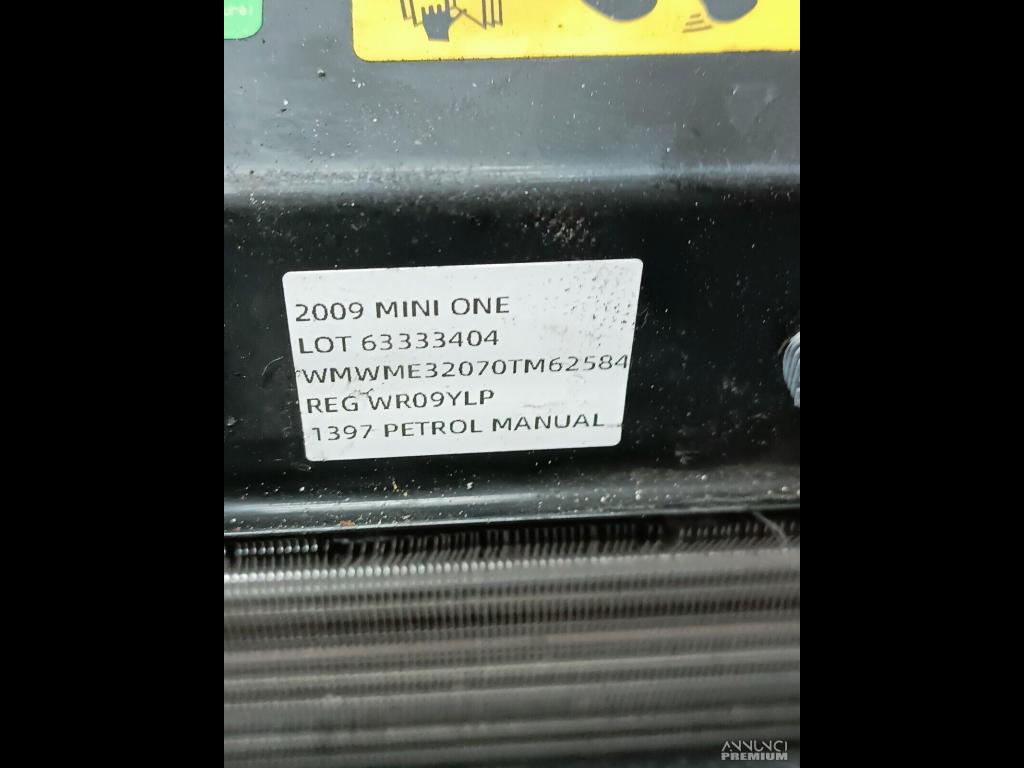 2009 MINI ONE
LOT 63333404
WMWME32070TM62584
REG WR09YLP
1397 PETROL MANUAL
ANNUNCI
PREMIUM